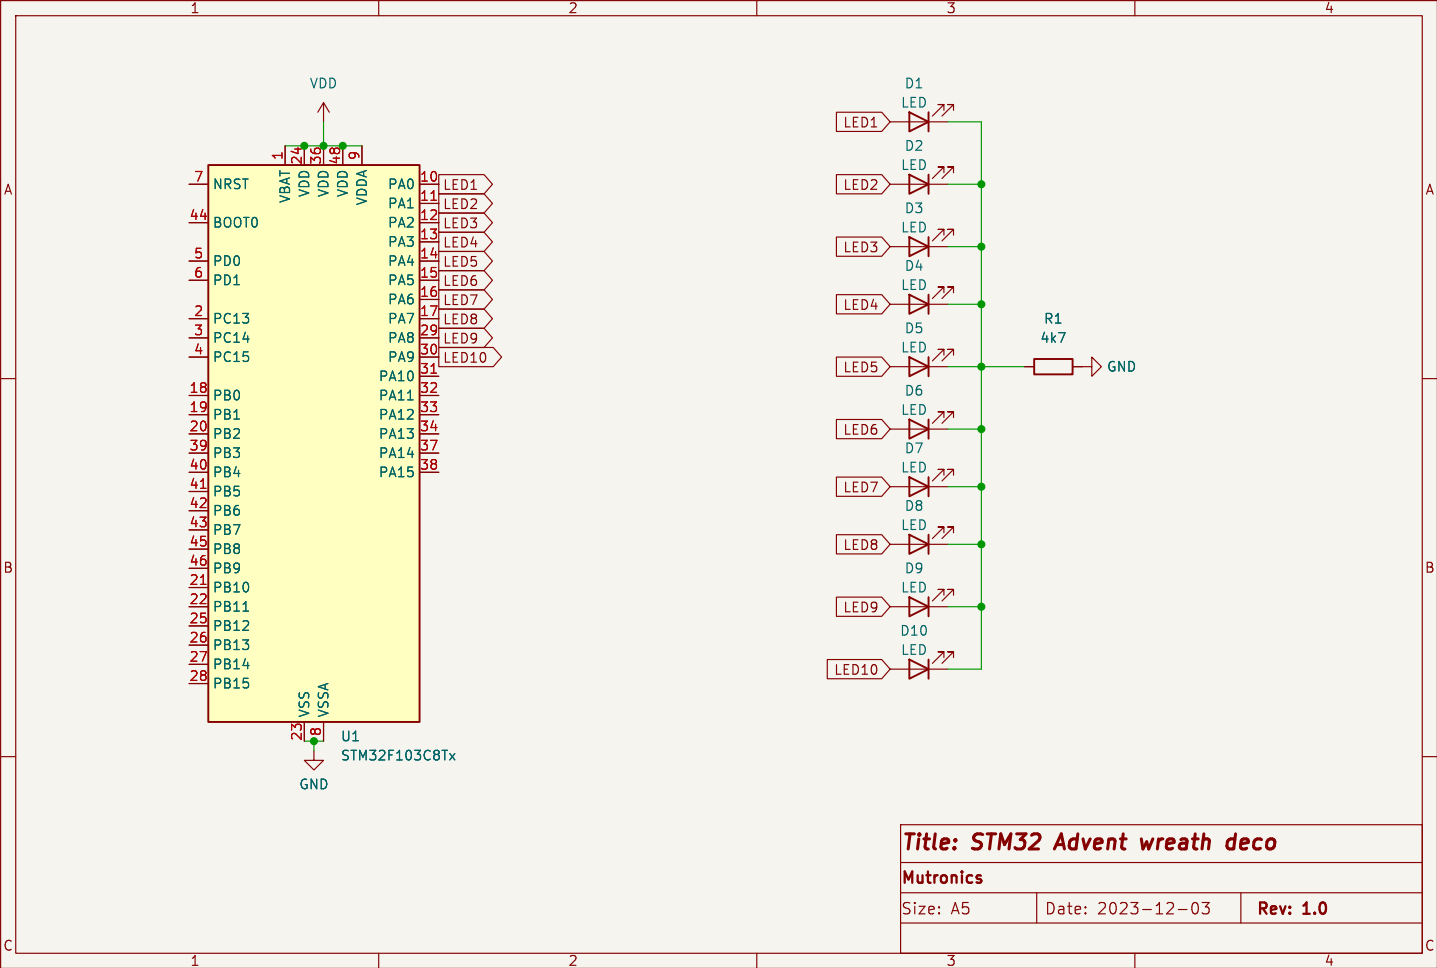 1 2 3 4
A A
B B
C C
VDD
1 24 36 48 9
VBAT VDD VDD VDD VDDA
7 NRST
44 BOOT0
5 PD0
6 PD1
2 PC13
3 PC14
4 PC15
18 PB0
19 PB1
20 PB2
39 PB3
40 PB4
41 PB5
42 PB6
43 PB7
45 PB8
46 PB9
21 PB10
22 PB11
25 PB12
26 PB13
27 PB14
28 PB15
PA0 10 LED1
PA1 11 LED2
PA2 12 LED3
PA3 13 LED4
PA4 14 LED5
PA5 15 LED6
PA6 16 LED7
PA7 17 LED8
PA8 29 LED9
PA9 30 LED10
PA10 31
PA11 32
PA12 33
PA13 34
PA14 37
PA15 38
VSS VSSA
23 8
U1
STM32F103C8Tx
GND
D1
LED
LED1
D2
LED
LED2
D3
LED
LED3
D4
LED
LED4
D5
LED
LED5
D6
LED
LED6
D7
LED
LED7
D8
LED
LED8
D9
LED
LED9
D10
LED
LED10
R1
4k7
GND
Title: STM32 Advent wreath deco
Mutronics
Size: A5 Date: 2023-12-03 Rev: 1.0
1 2 3 4